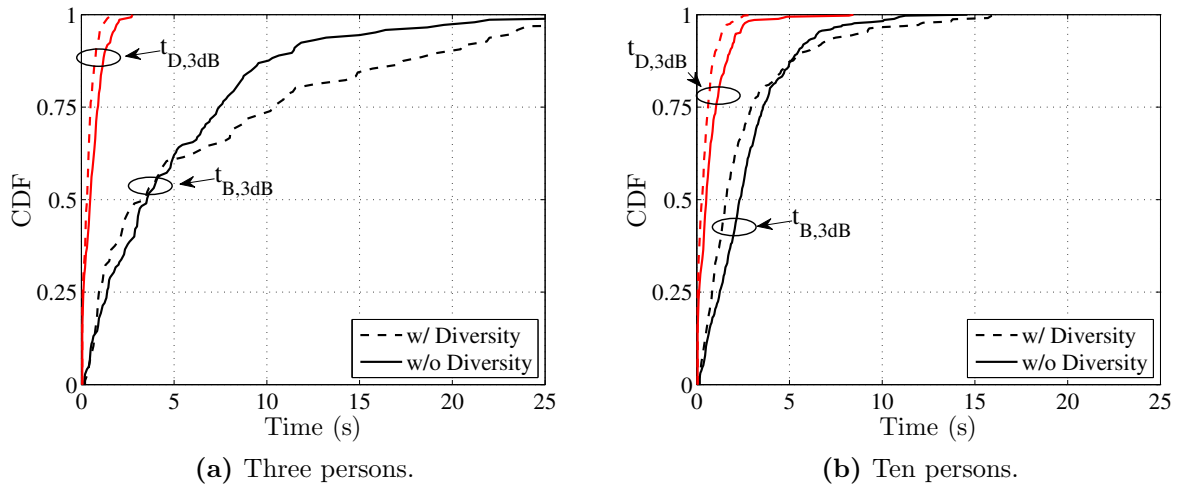 1
0.75
0.5
0.25
0
CDF
t_D,3dB
t_B,3dB
w/ Diversity
w/o Diversity
0 5 10 15 20 25
Time (s)
(a) Three persons.
1
0.75
0.5
0.25
0
CDF
t_D,3dB
t_B,3dB
w/ Diversity
w/o Diversity
0 5 10 15 20 25
Time (s)
(b) Ten persons.